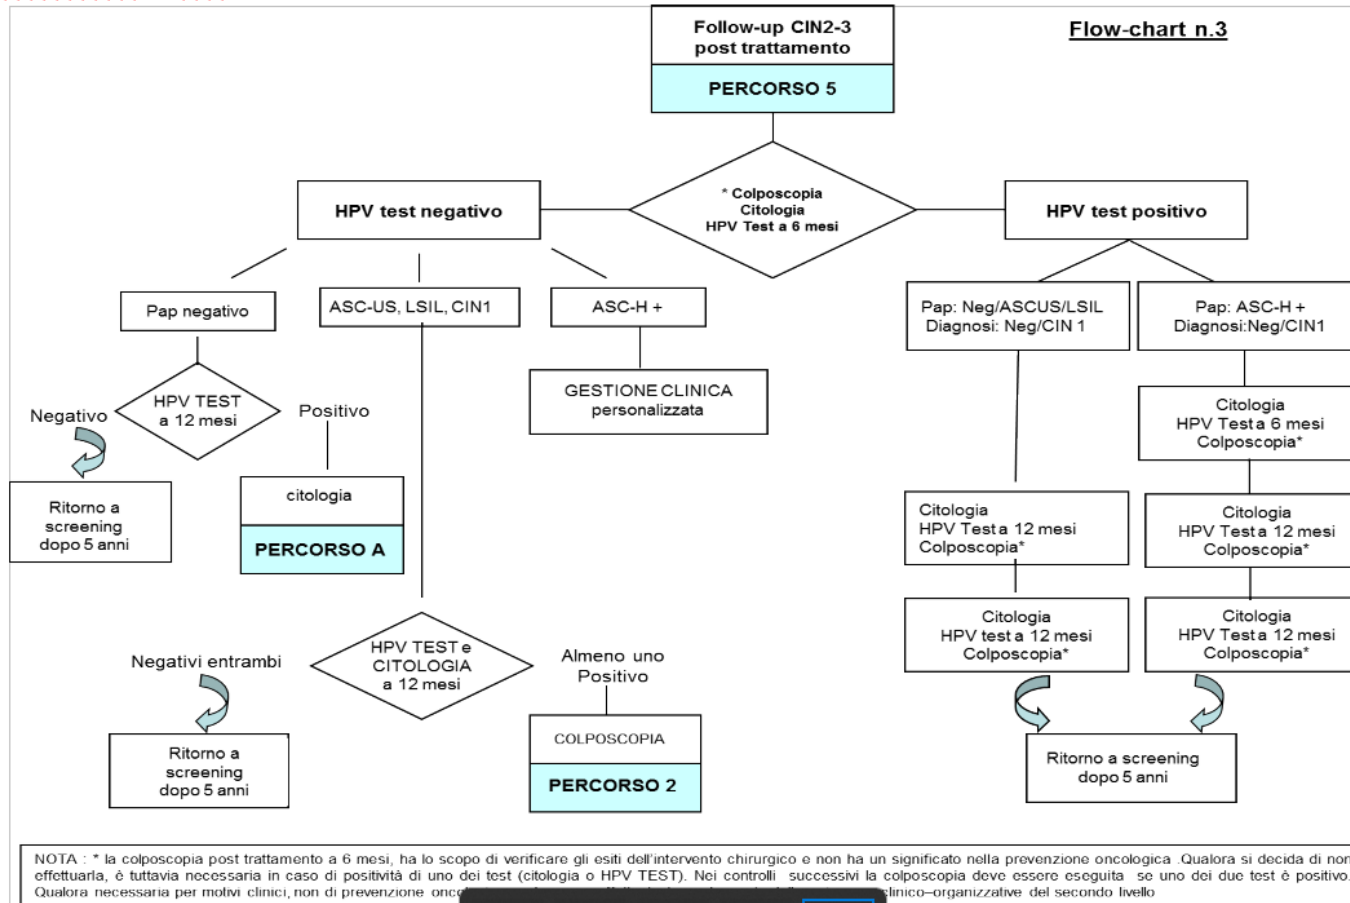 Flow-chart n.3
Follow-up CIN2-3
post trattamento
PERCORSO 5
* Colposcopia
Citologia
HPV Test a 6 mesi
HPV test negativo
HPV test positivo
Pap negativo
ASC-US, LSIL, CIN1
ASC-H +
Pap: Neg/ASCUS/LSIL
Diagnosi: Neg/CIN 1
Pap: ASC-H +
Diagnosi:Neg/CIN1
HPV TEST
a 12 mesi
Negativo
Positivo
GESTIONE CLINICA
personalizzata
Citologia
HPV Test a 6 mesi
Colposcopia*
Ritorno a
screening
dopo 5 anni
citologia
PERCORSO A
Citologia
HPV Test a 12 mesi
Colposcopia*
Citologia
HPV Test a 12 mesi
Colposcopia*
HPV TEST e
CITOLOGIA
a 12 mesi
Negativi entrambi
Almeno uno
Positivo
Citologia
HPV test a 12 mesi
Colposcopia*
Citologia
HPV Test a 12 mesi
Colposcopia*
Ritorno a
screening
dopo 5 anni
COLPOSCOPIA
PERCORSO 2
Ritorno a screening
dopo 5 anni
NOTA : * la colposcopia post trattamento a 6 mesi, ha lo scopo di verificare gli esiti dell'intervento chirurgico e non ha un significato nella prevenzione oncologica .Qualora si decida di non
effettuarla, è tuttavia necessaria in caso di positività di uno dei test (citologia o HPV TEST). Nei controlli successivi la colposcopia deve essere eseguita se uno dei due test è positivo.
Qualora necessaria per motivi clinici, non di prevenzione clinico–organizzative del secondo livello